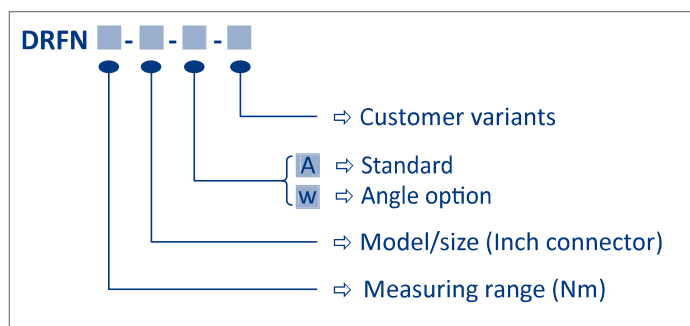 DRFN - - -
⇨ Customer variants
A ⇨ Standard
w ⇨ Angle option
⇨ Model/size (Inch connector)
⇨ Measuring range (Nm)